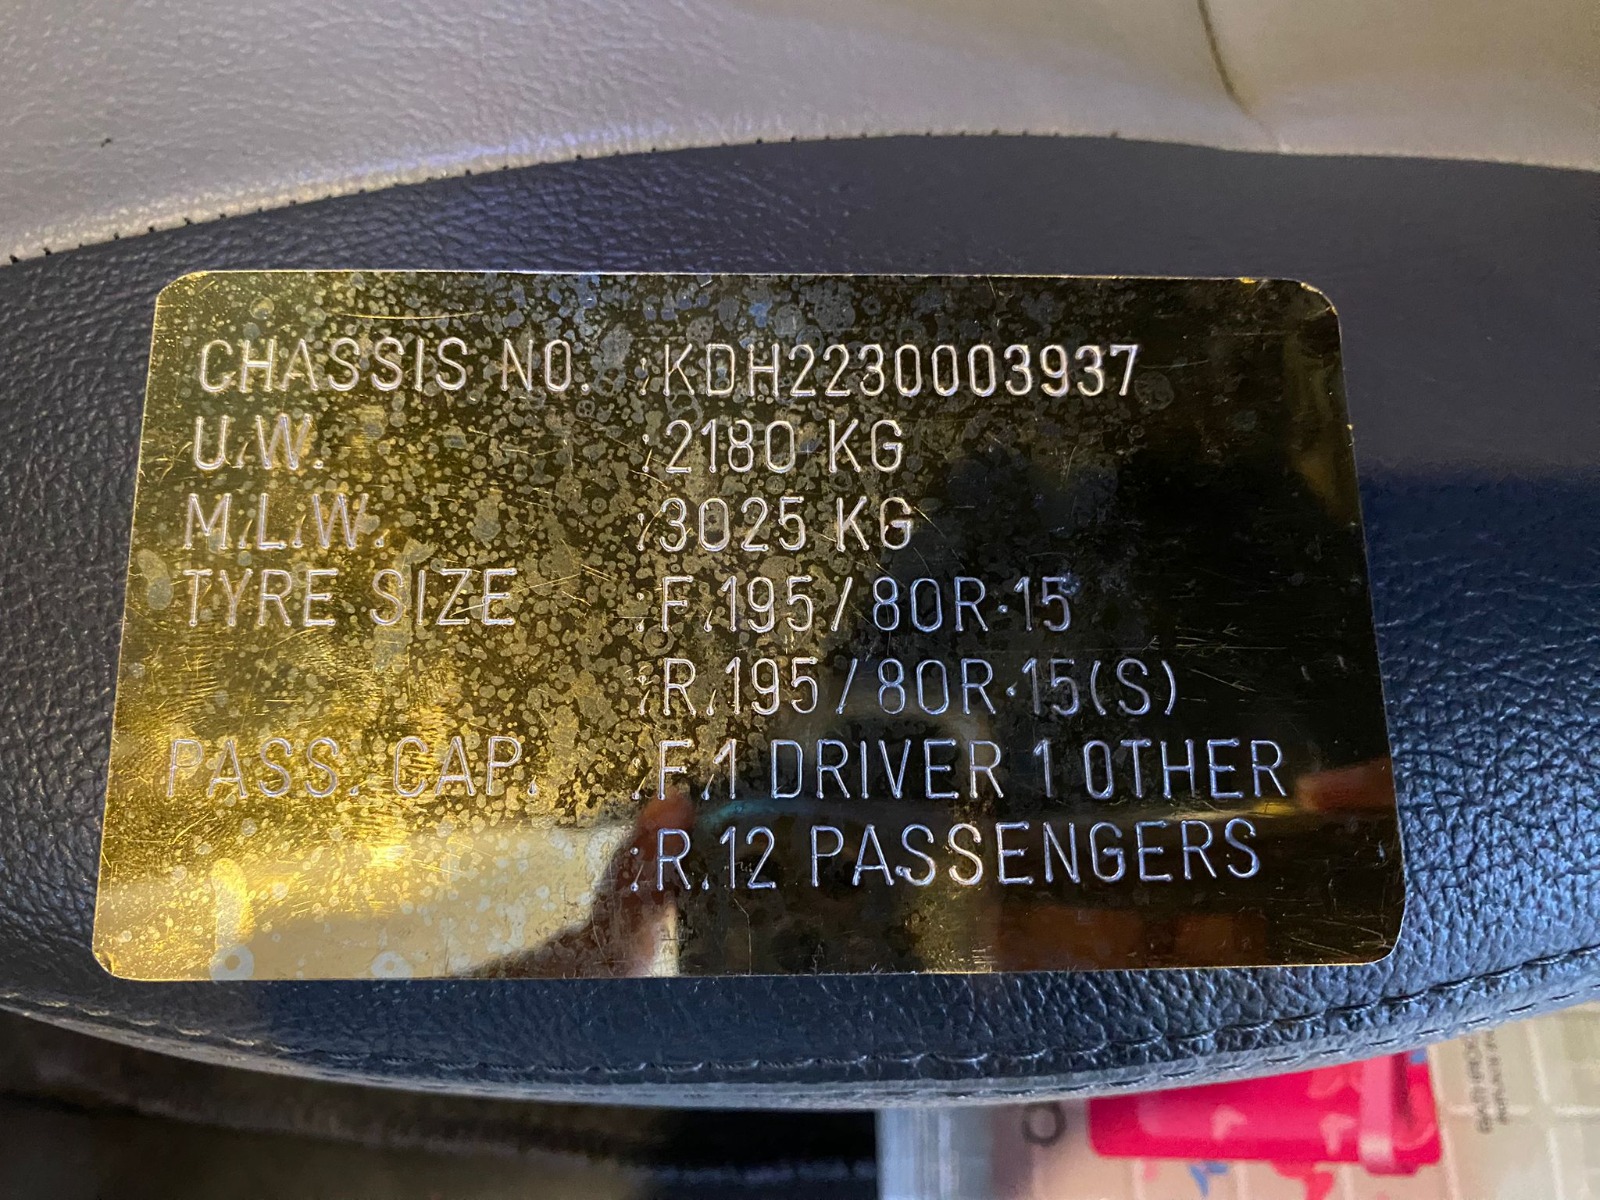 CHASSIS NO. :KDH2230003937
U.W. :2180 KG
M.L.W. :3025 KG
TYRE SIZE :F.195/80R.15
:R.195/80R.15(S)
PASS. CAP. :F.1 DRIVER 1 OTHER
:R.12 PASSENGERS